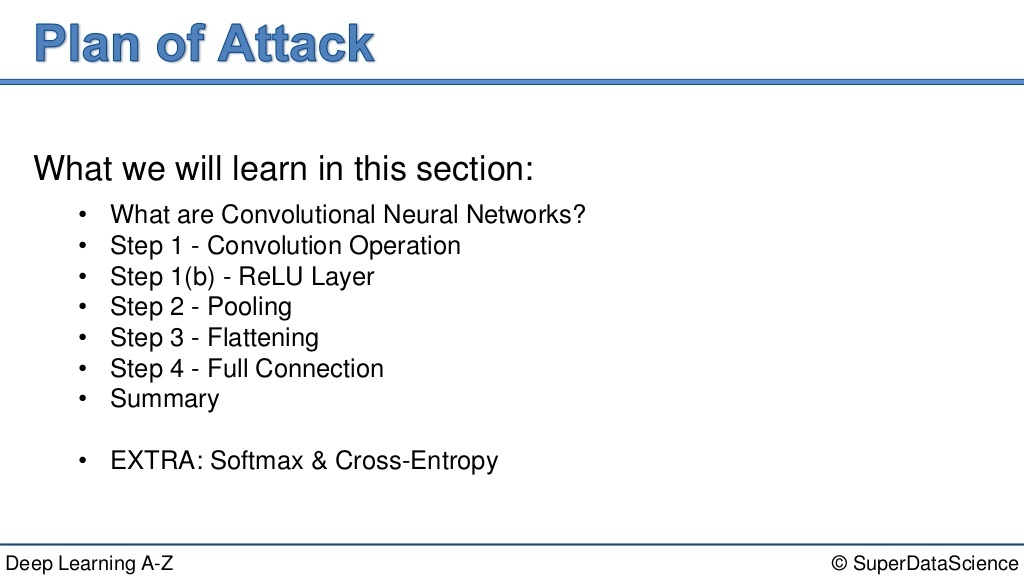 Plan of Attack
What we will learn in this section:
• What are Convolutional Neural Networks?
• Step 1 - Convolution Operation
• Step 1(b) - ReLU Layer
• Step 2 - Pooling
• Step 3 - Flattening
• Step 4 - Full Connection
• Summary
• EXTRA: Softmax & Cross-Entropy
Deep Learning A-Z
© SuperDataScience